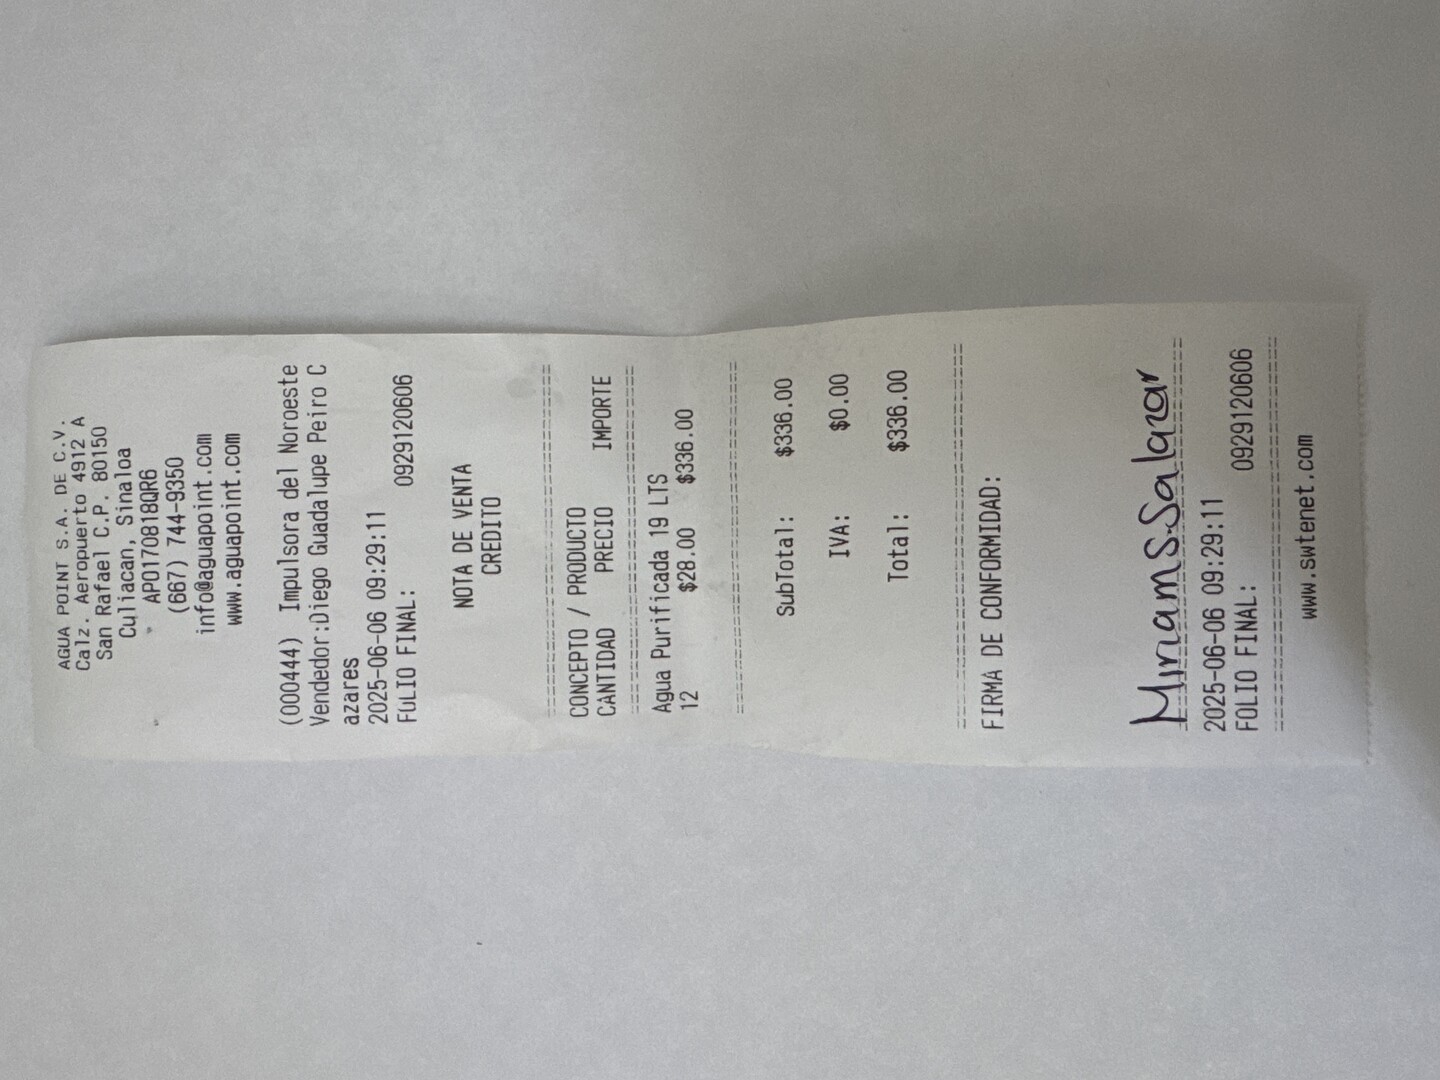 AGUA POINT S.A. DE C.V.
Calz. Aeropuerto 4912 A
San Rafael C.P. 80150
Culiacan, Sinaloa
APO170818QR6
(667) 744-9350
info@aguapoint.com
www.aguapoint.com
(000444) Impulsora del Noroeste
Vendedor:Diego Guadalupe Peiro C
azares
2025-06-06 09:29:11
FOLIO FINAL: 0929120606
NOTA DE VENTA
CREDITO
================================
CONCEPTO / PRODUCTO
CANTIDAD PRECIO IMPORTE
================================
Agua Purificada 19 LTS
12 $28.00 $336.00
================================
SubTotal: $336.00
IVA: $0.00
Total: $336.00
================================
FIRMA DE CONFORMIDAD:
Miriam S. Salazar
================================
2025-06-06 09:29:11
FOLIO FINAL: 0929120606
================================
www.swtenet.com